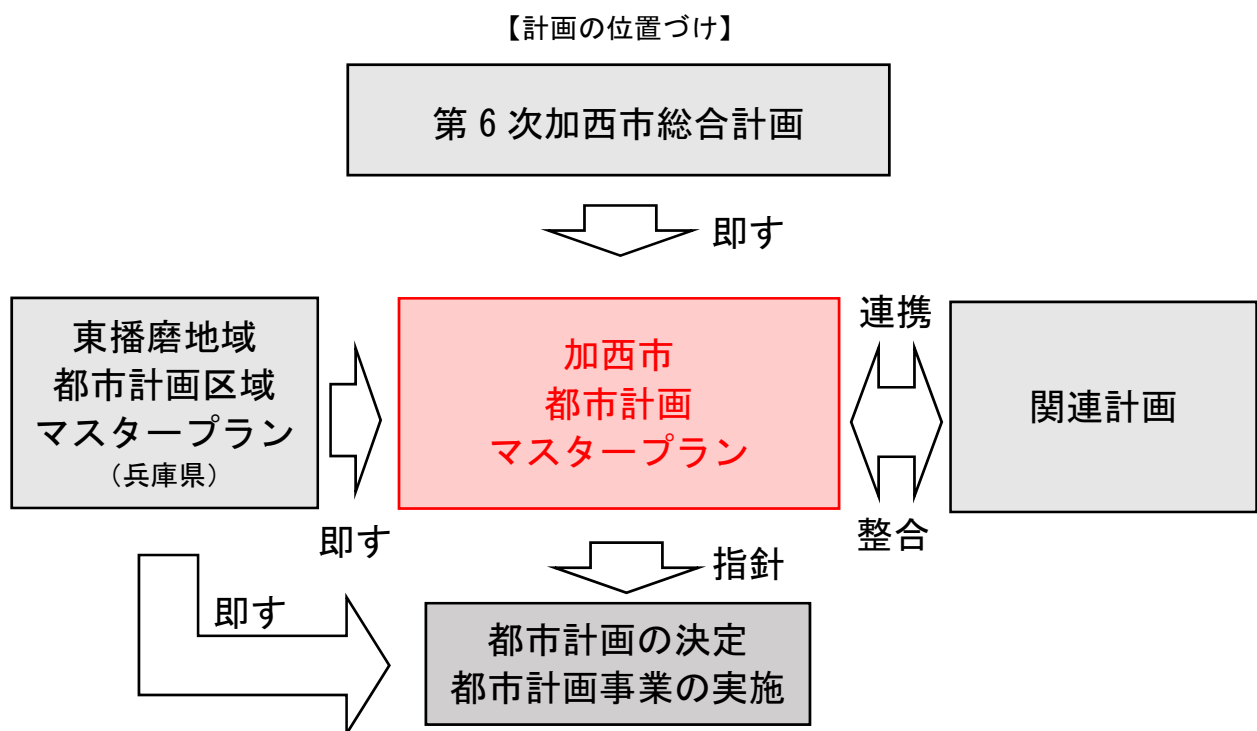 【計画の位置づけ】
第6次加西市総合計画
即す
東播磨地域
都市計画区域
マスタープラン
（兵庫県）
即す
加西市
都市計画
マスタープラン
連携
整合
関連計画
即す
指針
都市計画の決定
都市計画事業の実施